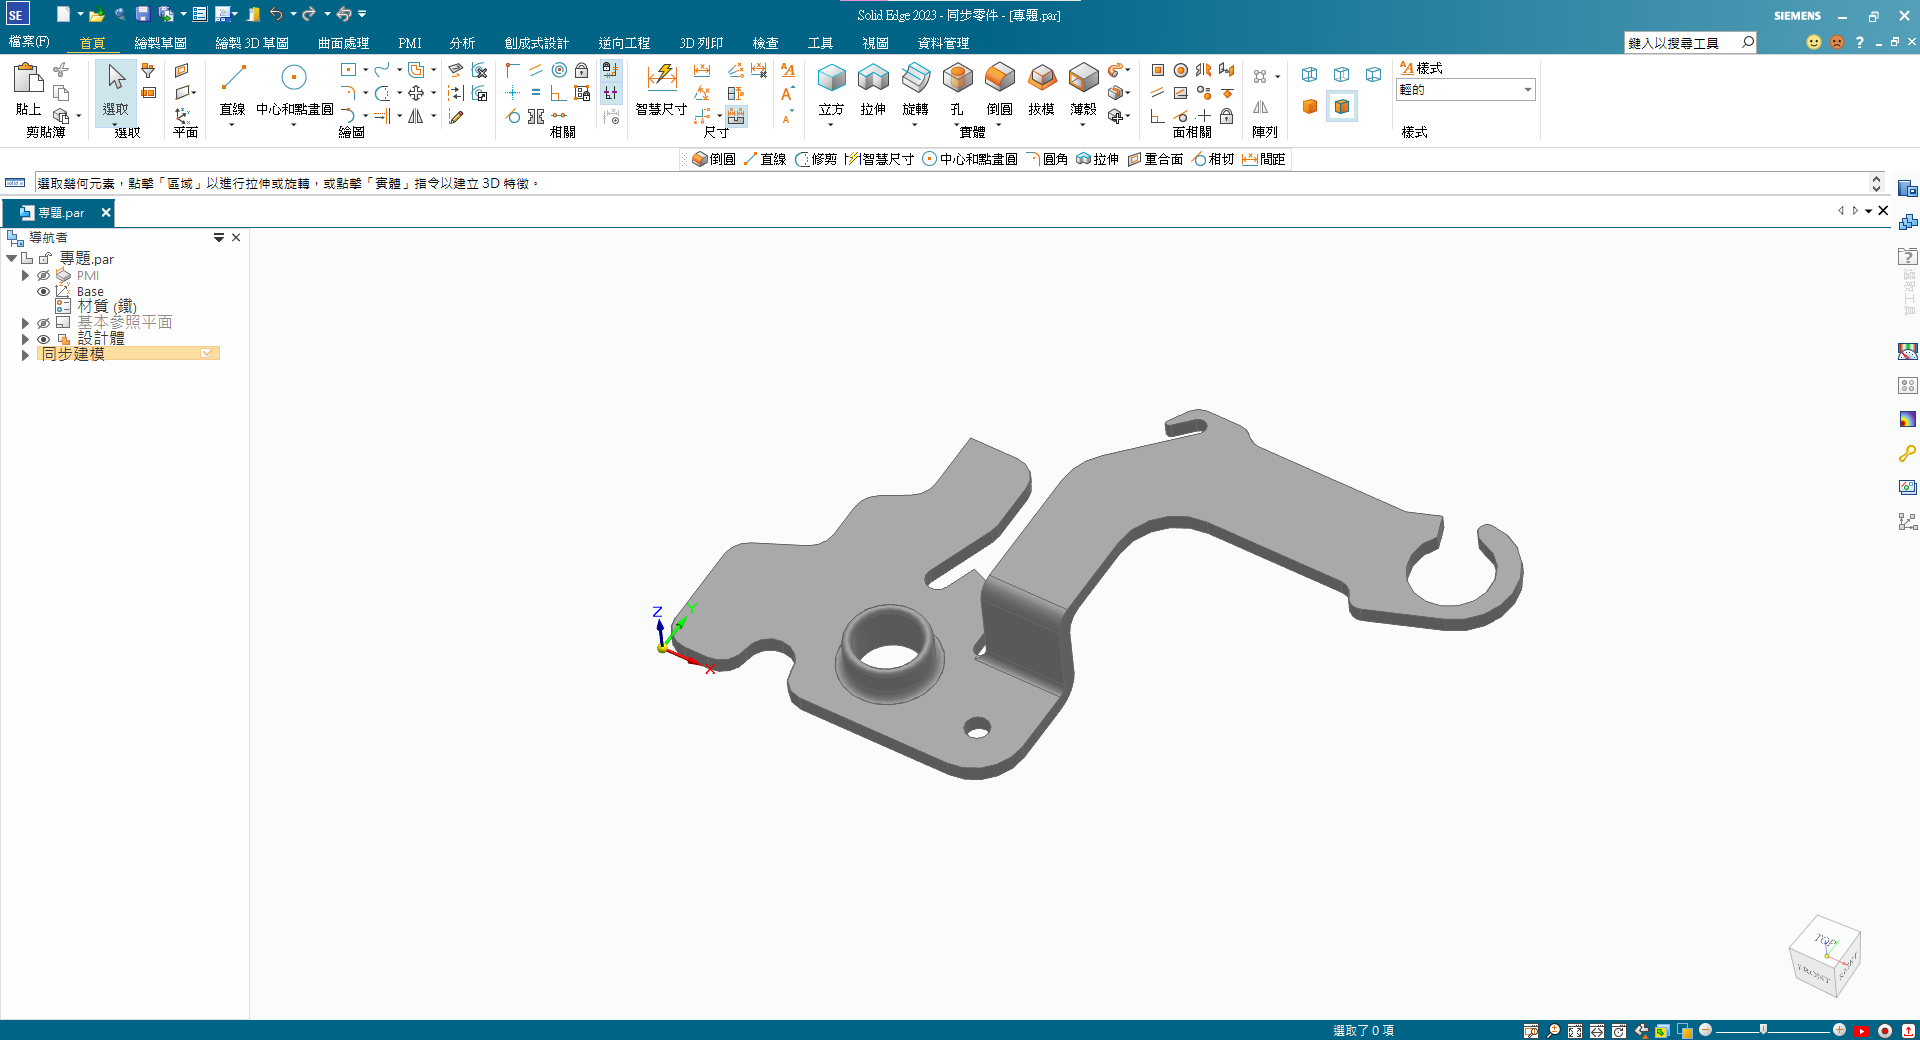 SE
Solid Edge 2023 - 同步零件 - [專題.par]
SIEMENS
檔案(F) 首頁 繪製草圖 繪製 3D 草圖 曲面處理 PMI 分析 創成式設計 逆向工程 3D 列印 檢查 工具 視圖 資料管理
鍵入以搜尋工具
貼上 選取 直線 中心和點畫圓 智慧尺寸 立方 拉伸 旋轉 孔 倒圓 拔模 薄殼
樣式
輕的
剪貼簿 選取 平面 繪圖 相關 尺寸 實體 面相關 陣列 樣式
倒圓 直線 修剪 智慧尺寸 中心和點畫圓 圓角 拉伸 重合面 相切 間距
選取幾何元素，點擊「區域」以進行拉伸或旋轉，或點擊「實體」指令以建立 3D 特徵。
專題.par
導航者
專題.par
PMI
Base
材質 (鐵)
基本參照平面
設計體
同步建模
選取工具
Z
Y
X
TOP
FRONT
RIGHT
選取了 0 項